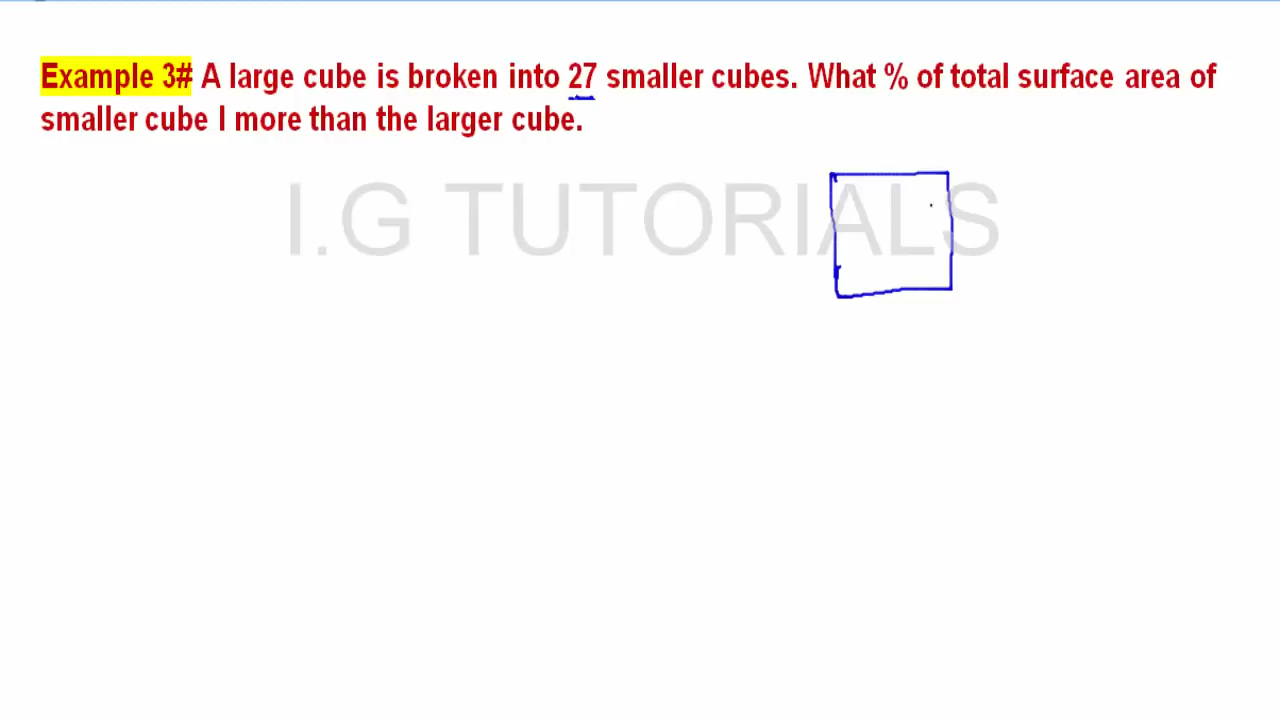 Example 3# A large cube is broken into 27 smaller cubes. What % of total surface area of
smaller cube I more than the larger cube.
I.G TUTORIALS